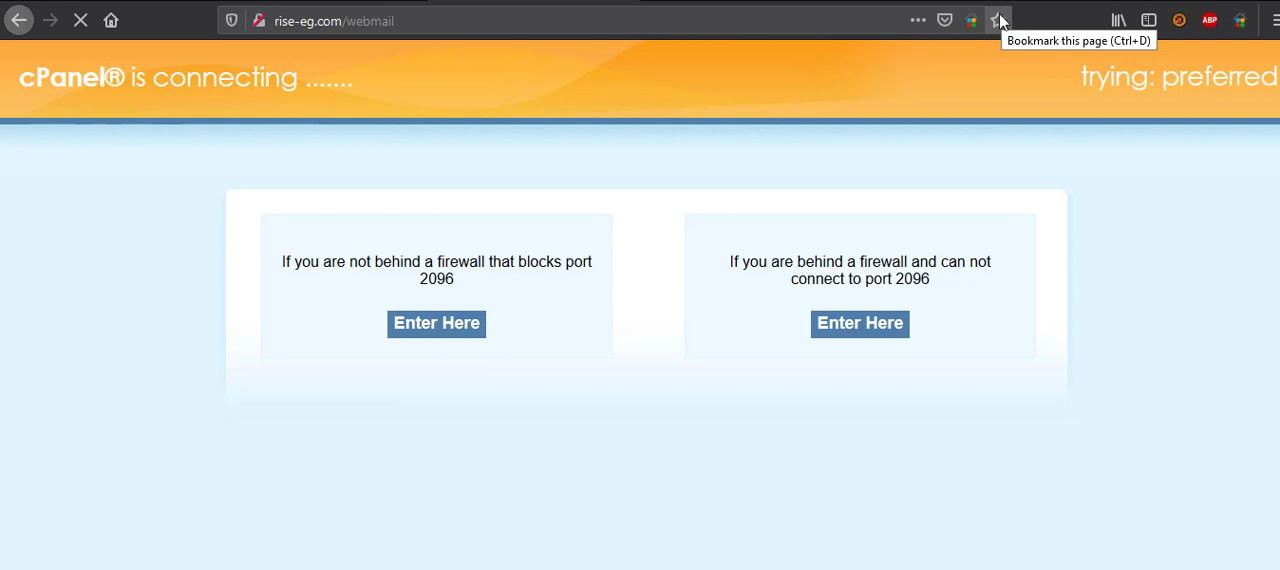 rise-eg.com/webmail
ABP
Bookmark this page (Ctrl+D)
cPanel® is connecting .......
trying: preferred
If you are not behind a firewall that blocks port
2096
Enter Here
If you are behind a firewall and can not
connect to port 2096
Enter Here